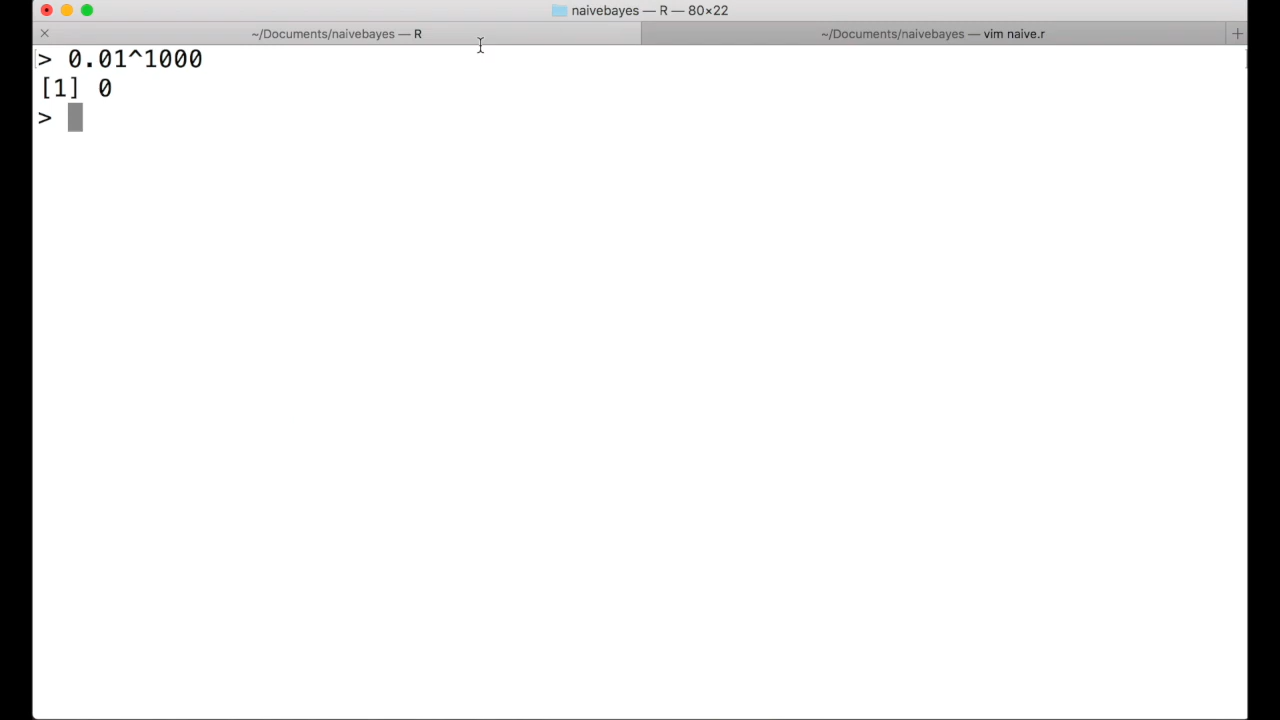 naivebayes — R — 80×22
~/Documents/naivebayes — R
~/Documents/naivebayes — vim naive.r
> 0.01^1000
[1] 0
>